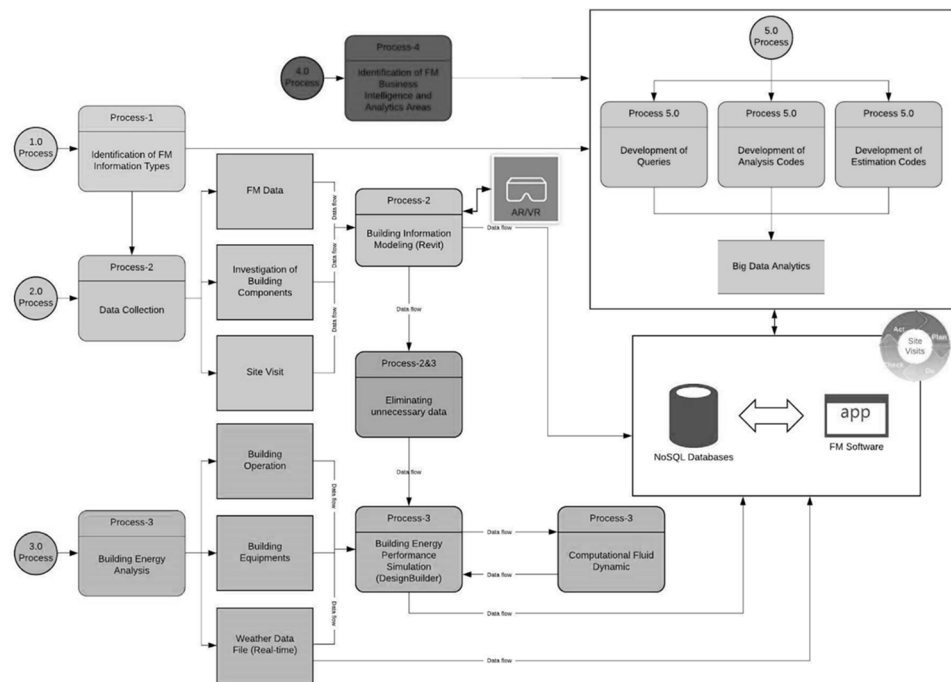 5.0
Process
Process-4
4.0
Process
Identification of FM
Business
Intelligence and
Analytics Areas
Process 5.0
Development of
Queries
Process 5.0
Development of
Analysis Codes
Process 5.0
Development of
Estimation Codes
Process-1
1.0
Process
Identification of FM
Information Types
FM Data
Data flow
AR/VR
Process-2
Building Information
Modeling (Revit)
Data flow
Big Data Analytics
Process-2
2.0
Process
Data Collection
Investigation of
Building
Components
Data flow
Data flow
Site Visit
Data flow
Process-2&3
Eliminating
unnecessary data
Act
Plan
Check
Do
Site
Visits
NoSQL Databases
app
FM Software
Building
Operation
Data flow
Data flow
Process-3
3.0
Process
Building Energy
Analysis
Building
Equipments
Data flow
Process-3
Building Energy
Performance
Simulation
(DesignBuilder)
Data flow
Data flow
Process-3
Computational Fluid
Dynamic
Data flow
Weather Data
File (Real-time)
Data flow
Data flow